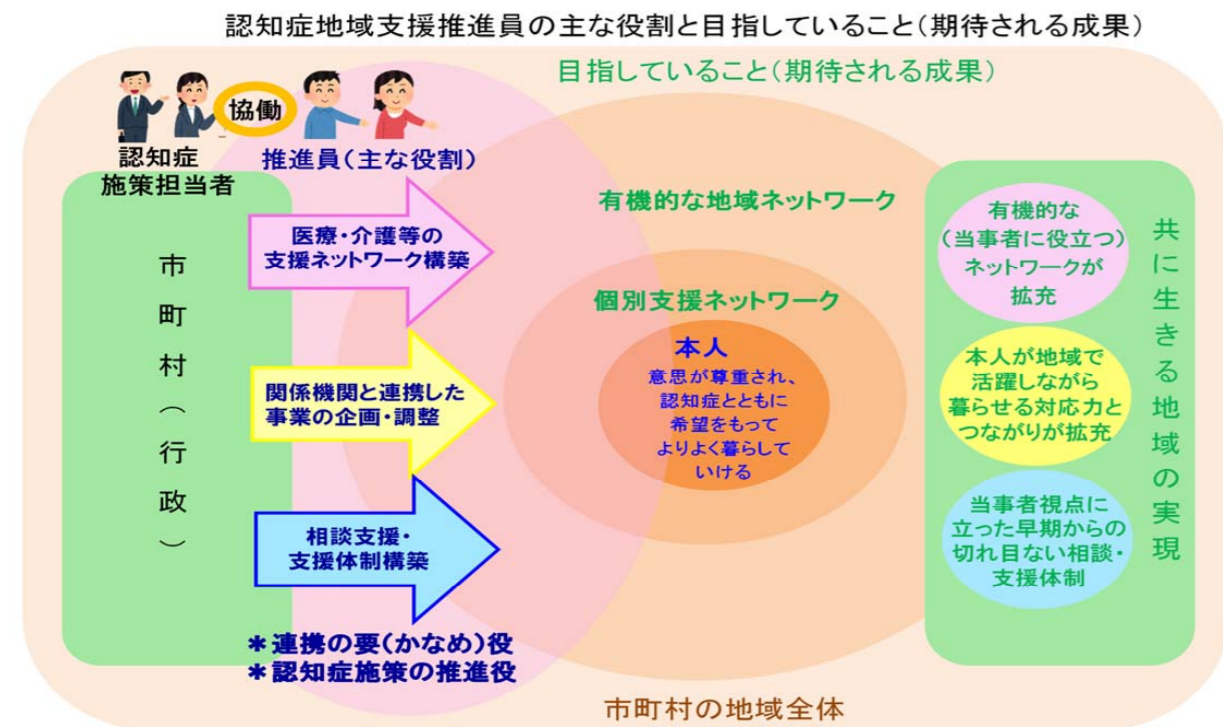 認知症地域支援推進員の主な役割と目指していること(期待される成果)
目指していること(期待される成果)
協働
認知症
施策担当者
推進員(主な役割)
市町村(行政)
医療・介護等の
支援ネットワーク構築
関係機関と連携した
事業の企画・調整
相談支援・
支援体制構築
*連携の要(かなめ)役
*認知症施策の推進役
有機的な地域ネットワーク
個別支援ネットワーク
本人
意思が尊重され、
認知症とともに
希望をもって
よりよく暮らして
いける
有機的な
(当事者に役立つ)
ネットワークが
拡充
本人が地域で
活躍しながら
暮らせる対応力と
つながりが拡充
当事者視点に
立った早期からの
切れ目ない相談・
支援体制
共に生きる地域の実現
市町村の地域全体